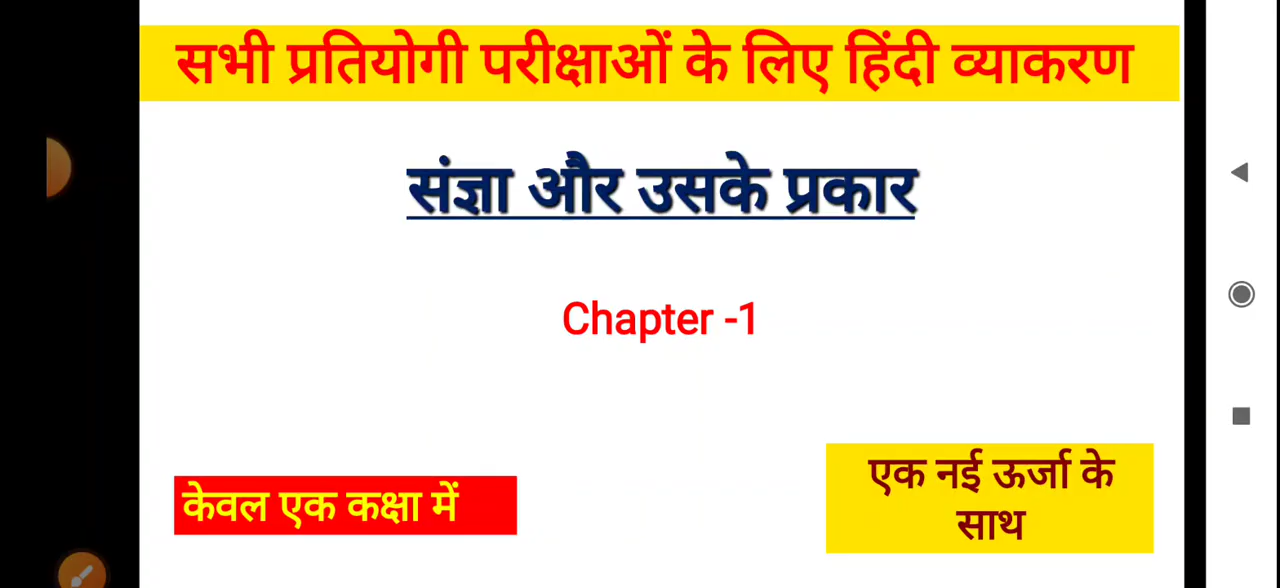 सभी प्रतियोगी परीक्षाओं के लिए हिंदी व्याकरण
संज्ञा और उसके प्रकार
Chapter -1
केवल एक कक्षा में
एक नई ऊर्जा के
साथ